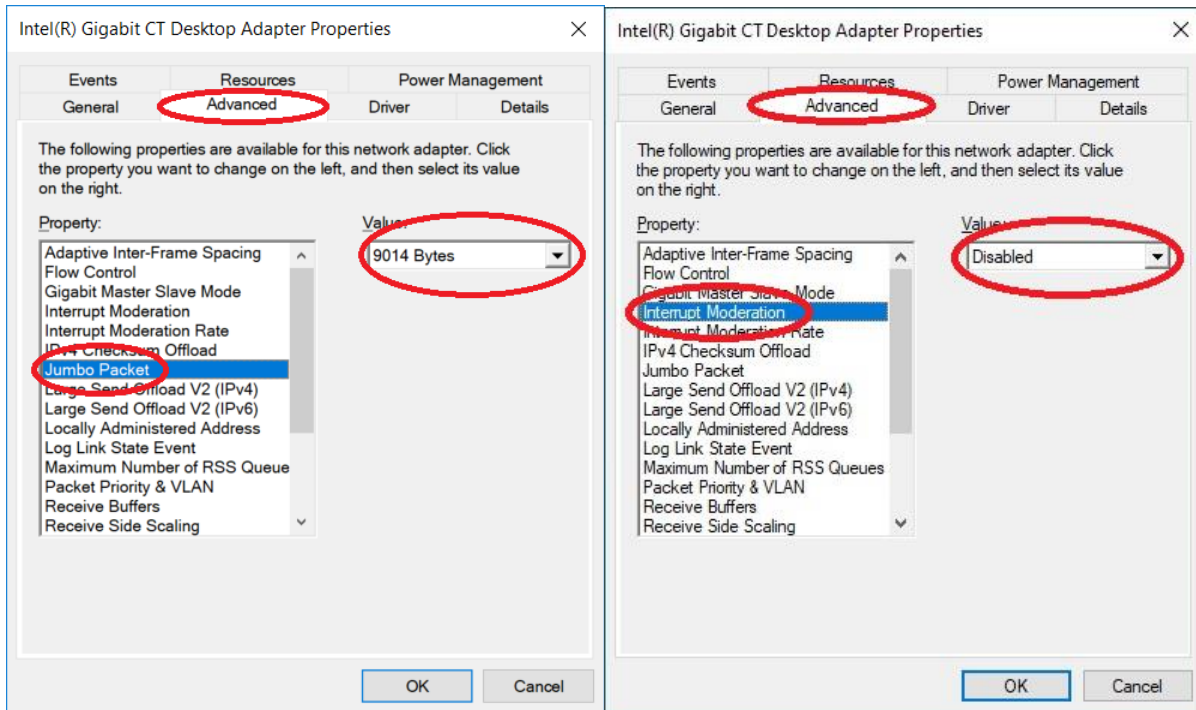 Intel(R) Gigabit CT Desktop Adapter Properties
Events Resources Power Management
General Advanced Driver Details
The following properties are available for this network adapter. Click
the property you want to change on the left, and then select its value
on the right.
Property: Value:
9014 Bytes
Adaptive Inter-Frame Spacing
Flow Control
Gigabit Master Slave Mode
Interrupt Moderation
Interrupt Moderation Rate
IPv4 Checksum Offload
Jumbo Packet
Large Send Offload V2 (IPv4)
Large Send Offload V2 (IPv6)
Locally Administered Address
Log Link State Event
Maximum Number of RSS Queue
Packet Priority & VLAN
Receive Buffers
Receive Side Scaling
OK Cancel
Intel(R) Gigabit CT Desktop Adapter Properties
Events Resources Power Management
General Advanced Driver Details
The following properties are available for this network adapter. Click
the property you want to change on the left, and then select its value
on the right.
Property: Value:
Disabled
Adaptive Inter-Frame Spacing
Flow Control
Gigabit Master Slave Mode
Interrupt Moderation
Interrupt Moderation Rate
IPv4 Checksum Offload
Jumbo Packet
Large Send Offload V2 (IPv4)
Large Send Offload V2 (IPv6)
Locally Administered Address
Log Link State Event
Maximum Number of RSS Queues
Packet Priority & VLAN
Receive Buffers
Receive Side Scaling
OK Cancel